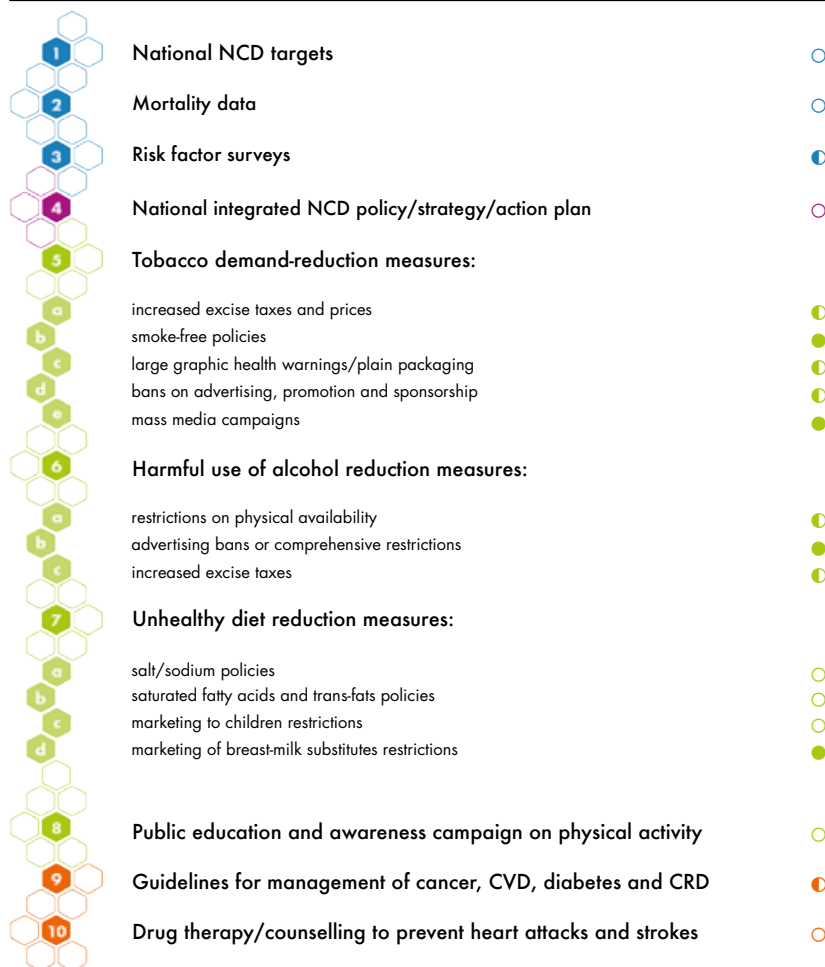 1 National NCD targets
2 Mortality data
3 Risk factor surveys
4 National integrated NCD policy/strategy/action plan
5 Tobacco demand-reduction measures:
a increased excise taxes and prices
b smoke-free policies
c large graphic health warnings/plain packaging
d bans on advertising, promotion and sponsorship
e mass media campaigns
6 Harmful use of alcohol reduction measures:
a restrictions on physical availability
b advertising bans or comprehensive restrictions
c increased excise taxes
7 Unhealthy diet reduction measures:
a salt/sodium policies
b saturated fatty acids and trans-fats policies
c marketing to children restrictions
d marketing of breast-milk substitutes restrictions
8 Public education and awareness campaign on physical activity
9 Guidelines for management of cancer, CVD, diabetes and CRD
10 Drug therapy/counselling to prevent heart attacks and strokes